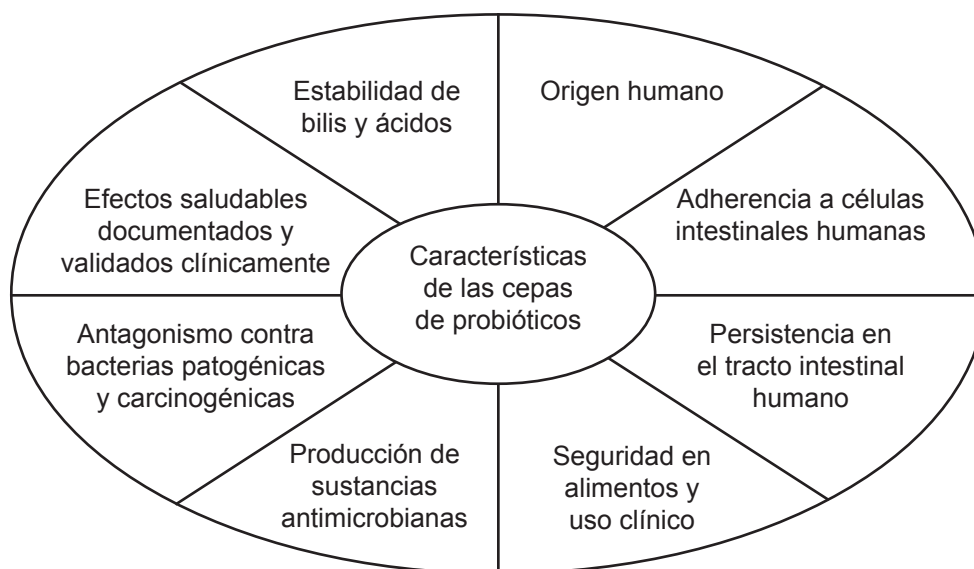 Estabilidad de
bilis y ácidos
Origen humano
Efectos saludables
documentados y
validados clínicamente
Adherencia a células
intestinales humanas
Características
de las cepas
de probióticos
Antagonismo contra
bacterias patogénicas
y carcinogénicas
Persistencia en
el tracto intestinal
humano
Producción de
sustancias
antimicrobianas
Seguridad en
alimentos y
uso clínico